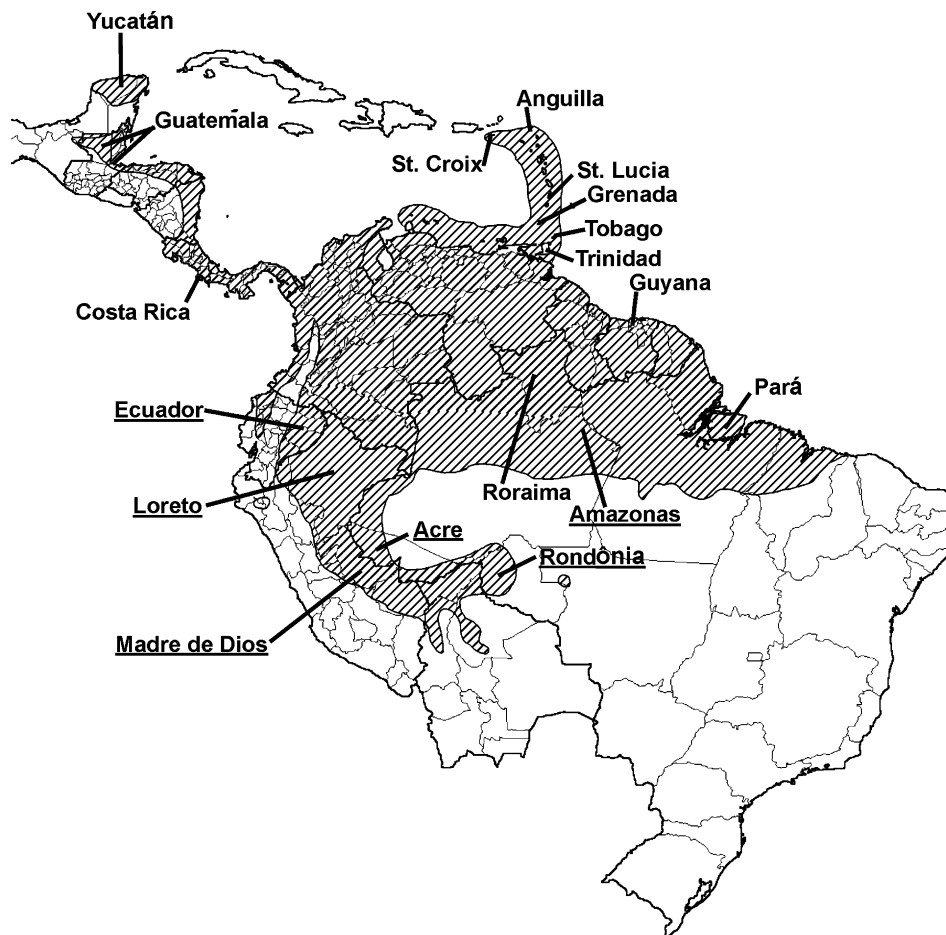 Yucatán
Anguilla
Guatemala
St. Croix
St. Lucia
Grenada
Tobago
Trinidad
Guyana
Costa Rica
Pará
Ecuador
Roraima
Loreto
Amazonas
Acre
Rondônia
Madre de Dios